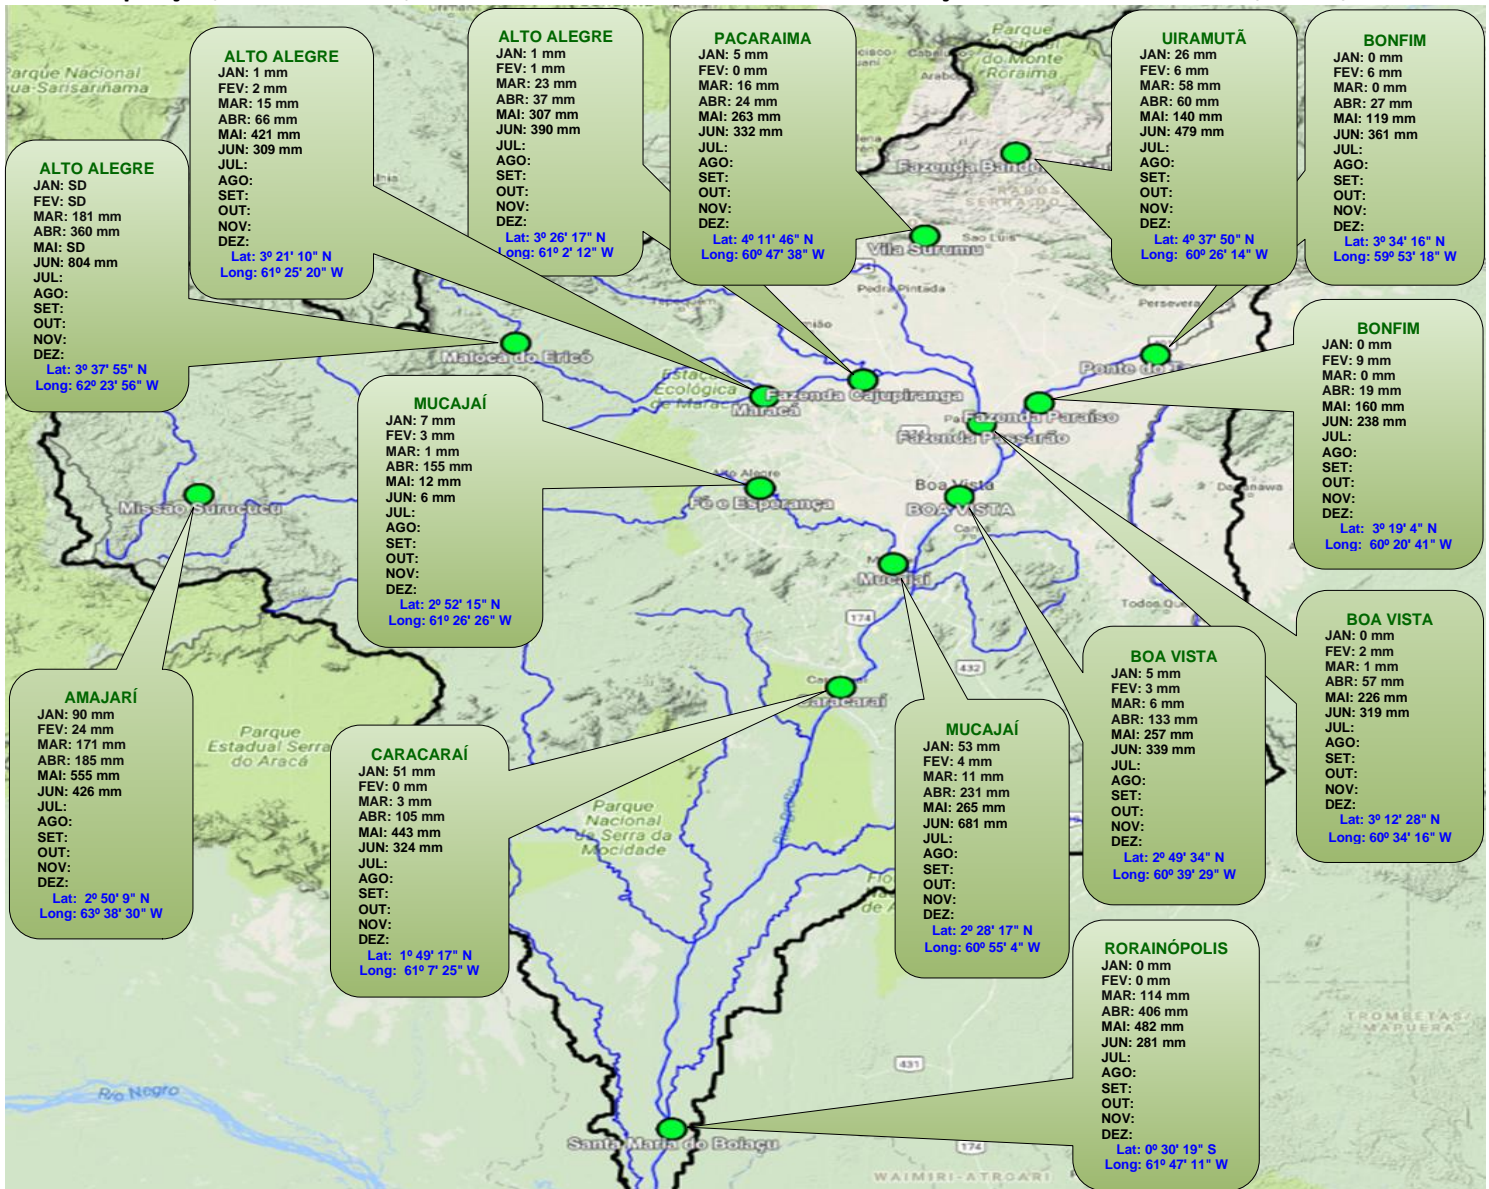 ALTO ALEGRE
JAN: SD
FEV: SD
MAR: 181 mm
ABR: 360 mm
MAI: SD
JUN: 804 mm
JUL:
AGO:
SET:
OUT:
NOV:
DEZ:
Lat: 3º 37' 55" N
Long: 62º 23' 56" W
ALTO ALEGRE
JAN: 1 mm
FEV: 2 mm
MAR: 15 mm
ABR: 66 mm
MAI: 421 mm
JUN: 309 mm
JUL:
AGO:
SET:
OUT:
NOV:
DEZ:
Lat: 3º 21' 10" N
Long: 61º 25' 20" W
ALTO ALEGRE
JAN: 1 mm
FEV: 1 mm
MAR: 23 mm
ABR: 37 mm
MAI: 307 mm
JUN: 390 mm
JUL:
AGO:
SET:
OUT:
NOV:
DEZ:
Lat: 3º 26' 17" N
Long: 61º 2' 12" W
PACARAIMA
JAN: 5 mm
FEV: 0 mm
MAR: 16 mm
ABR: 24 mm
MAI: 263 mm
JUN: 332 mm
JUL:
AGO:
SET:
OUT:
NOV:
DEZ:
Lat: 4º 11' 46" N
Long: 60º 47' 38" W
UIRAMUTÃ
JAN: 26 mm
FEV: 6 mm
MAR: 58 mm
ABR: 60 mm
MAI: 140 mm
JUN: 479 mm
JUL:
AGO:
SET:
OUT:
NOV:
DEZ:
Lat: 4º 37' 50" N
Long: 60º 26' 14" W
BONFIM
JAN: 0 mm
FEV: 6 mm
MAR: 0 mm
ABR: 27 mm
MAI: 119 mm
JUN: 361 mm
JUL:
AGO:
SET:
OUT:
NOV:
DEZ:
Lat: 3º 34' 16" N
Long: 59º 53' 18" W
BONFIM
JAN: 0 mm
FEV: 9 mm
MAR: 0 mm
ABR: 19 mm
MAI: 160 mm
JUN: 238 mm
JUL:
AGO:
SET:
OUT:
NOV:
DEZ:
Lat: 3º 19' 4" N
Long: 60º 20' 41" W
MUCAJAÍ
JAN: 7 mm
FEV: 3 mm
MAR: 1 mm
ABR: 155 mm
MAI: 12 mm
JUN: 6 mm
JUL:
AGO:
SET:
OUT:
NOV:
DEZ:
Lat: 2º 52' 15" N
Long: 61º 26' 26" W
BOA VISTA
JAN: 0 mm
FEV: 2 mm
MAR: 1 mm
ABR: 57 mm
MAI: 226 mm
JUN: 319 mm
JUL:
AGO:
SET:
OUT:
NOV:
DEZ:
Lat: 3º 12' 28" N
Long: 60º 34' 16" W
BOA VISTA
JAN: 5 mm
FEV: 3 mm
MAR: 6 mm
ABR: 133 mm
MAI: 257 mm
JUN: 339 mm
JUL:
AGO:
SET:
OUT:
NOV:
DEZ:
Lat: 2º 49' 34" N
Long: 60º 39' 29" W
AMAJARÍ
JAN: 90 mm
FEV: 24 mm
MAR: 171 mm
ABR: 185 mm
MAI: 555 mm
JUN: 426 mm
JUL:
AGO:
SET:
OUT:
NOV:
DEZ:
Lat: 2º 50' 9" N
Long: 63º 38' 30" W
CARACARAÍ
JAN: 51 mm
FEV: 0 mm
MAR: 3 mm
ABR: 105 mm
MAI: 443 mm
JUN: 324 mm
JUL:
AGO:
SET:
OUT:
NOV:
DEZ:
Lat: 1º 49' 17" N
Long: 61º 7' 25" W
MUCAJAÍ
JAN: 53 mm
FEV: 4 mm
MAR: 11 mm
ABR: 231 mm
MAI: 265 mm
JUN: 681 mm
JUL:
AGO:
SET:
OUT:
NOV:
DEZ:
Lat: 2º 28' 17" N
Long: 60º 55' 4" W
RORAINÓPOLIS
JAN: 0 mm
FEV: 0 mm
MAR: 114 mm
ABR: 406 mm
MAI: 482 mm
JUN: 281 mm
JUL:
AGO:
SET:
OUT:
NOV:
DEZ:
Lat: 0º 30' 19" S
Long: 61º 47' 11" W
Parque Nacional
Parque
do Monte
Roraima
Vila Surumu
Sao Luis
Pedra Pintada
Maloca do Ericó
Ecológica
Maracá
Fazenda Cajupiranga
Fazenda Paraíso
Fazenda Passarão
Ponte do
Alto Alegre
Fé e Esperança
Boa Vista
BOA VISTA
Missão Surucucu
Mucajaí
174
432
Caracaraí
Parque
Estadual Serra
do Aracá
Parque
Nacional
da Serra da
Mocidade
Rio Branco
Rio Negro
431
174
Santa Maria do Boiaçu
TROMBETAS/
MAPUERA
WAIMIRI-ATROARI